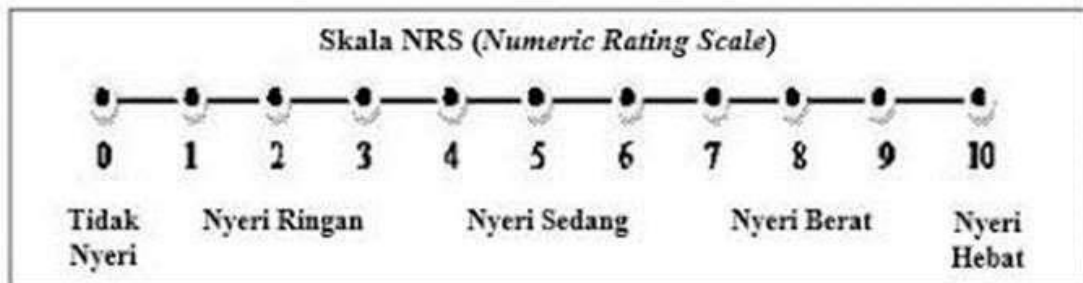 Skala NRS (Numeric Rating Scale)
0 1 2 3 4 5 6 7 8 9 10
Tidak Nyeri Ringan Nyeri Sedang Nyeri Berat Nyeri
Nyeri Hebat